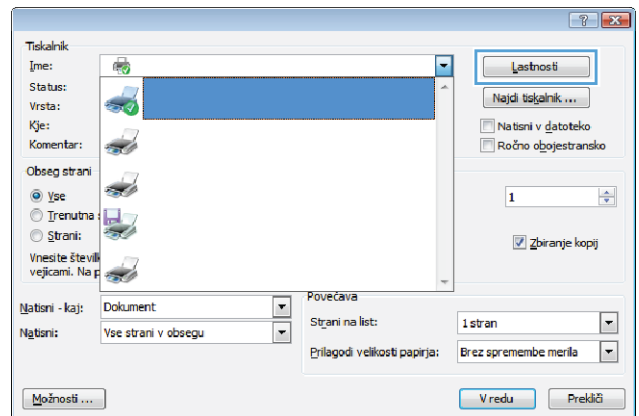 Tiskalnik
Ime:
Lastnosti
Status:
Vrsta:
Najdi tiskalnik ...
Kje:
Natisni v datoteko
Komentar:
Ročno obojestransko
Obseg strani
Vse
1
Trenutna
Strani:
Zbiranje kopij
Vnesite števil
vejicami. Na p
Natisni - kaj: Dokument
Povečava
Natisni: Vse strani v obsegu
Strani na list: 1 stran
Prilagodi velikosti papirja: Brez spremembe merila
Možnosti ...
V redu
Prekliči